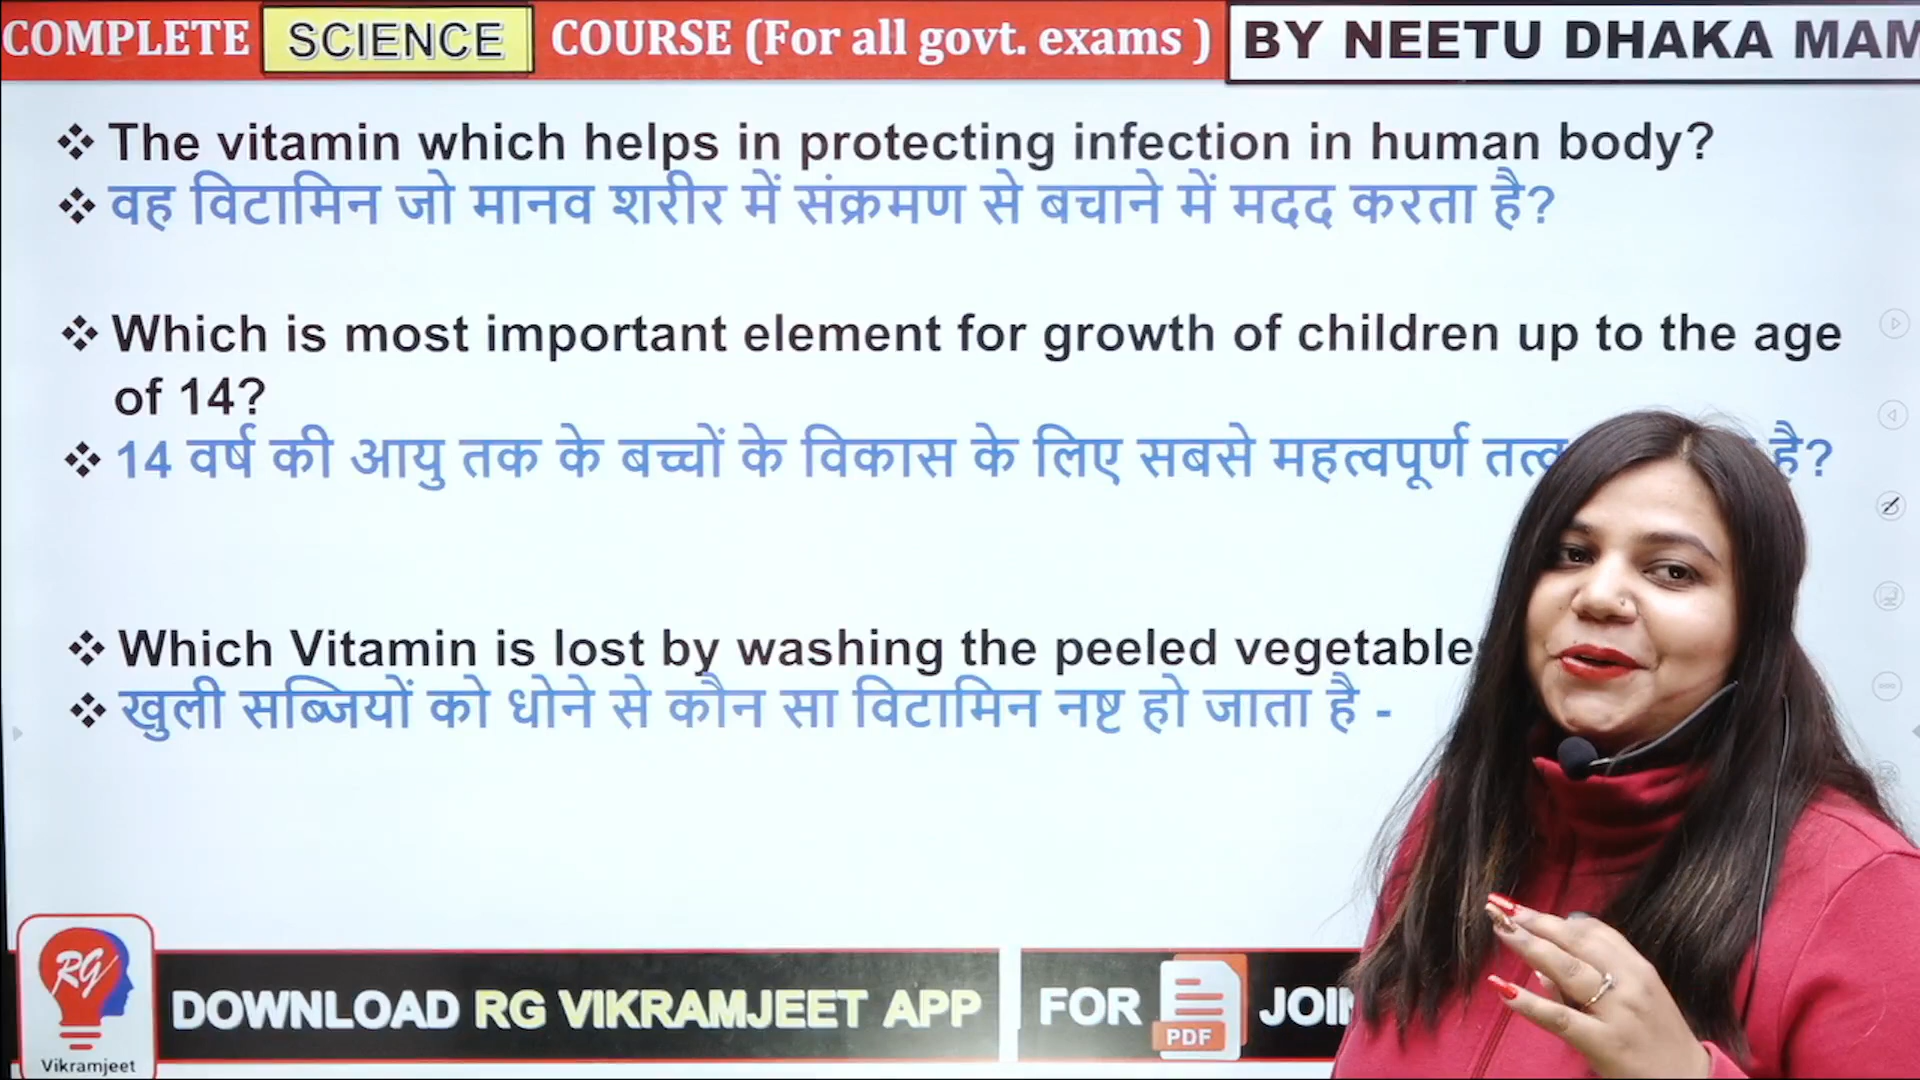 COMPLETE SCIENCE COURSE (For all govt. exams ) BY NEETU DHAKA MAM
❖ The vitamin which helps in protecting infection in human body?
❖ वह विटामिन जो मानव शरीर में संक्रमण से बचाने में मदद करता है?
❖ Which is most important element for growth of children up to the age
of 14?
❖ 14 वर्ष की आयु तक के बच्चों के विकास के लिए सबसे महत्वपूर्ण तत्व है?
❖ Which Vitamin is lost by washing the peeled vegetable
❖ खुली सब्जियों को धोने से कौन सा विटामिन नष्ट हो जाता है -
RG
Vikramjeet
DOWNLOAD RG VIKRAMJEET APP
FOR PDF JOIN